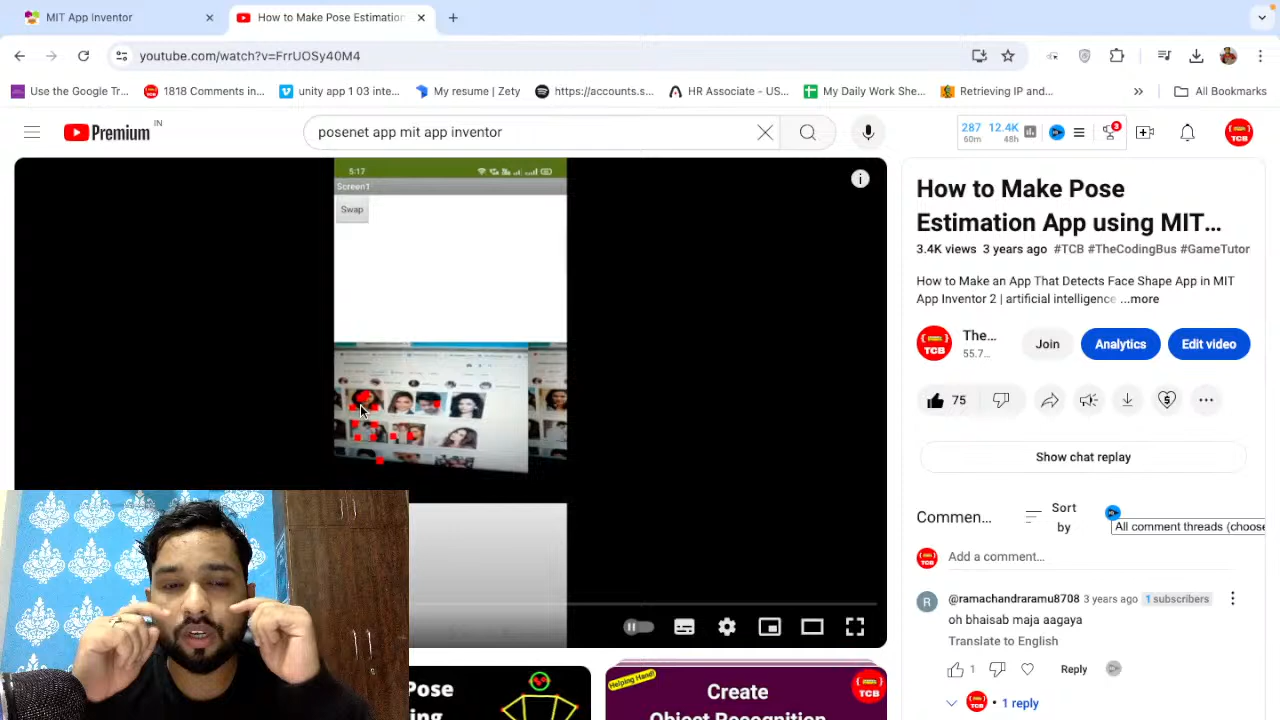 MIT App Inventor
How to Make Pose Estimation
youtube.com/watch?v=FrrUOSy40M4
Use the Google Tr...
1818 Comments in...
unity app 1 03 inte...
My resume | Zety
https://accounts.s...
HR Associate - US...
My Daily Work She...
Retrieving IP and...
All Bookmarks
Premium IN
posenet app mit app inventor
287 12.4K
60m 48h
3
TCB
5:17
Screen1
Swap
How to Make Pose
Estimation App using MIT...
3.4K views 3 years ago #TCB #TheCodingBus #GameTutor
How to Make an App That Detects Face Shape App in MIT
App Inventor 2 | artificial intelligence ...more
TCB
The...
55.7...
Join
Analytics
Edit video
75
Show chat replay
Commen...
Sort
by
All comment threads (choose
TCB
Add a comment...
R
@ramachandraramu8708 3 years ago 1 subscribers
oh bhaisab maja aagaya
Translate to English
1
Reply
TCB
1 reply
Pose
Helping Hand!
Create
Object Recognition
TCB